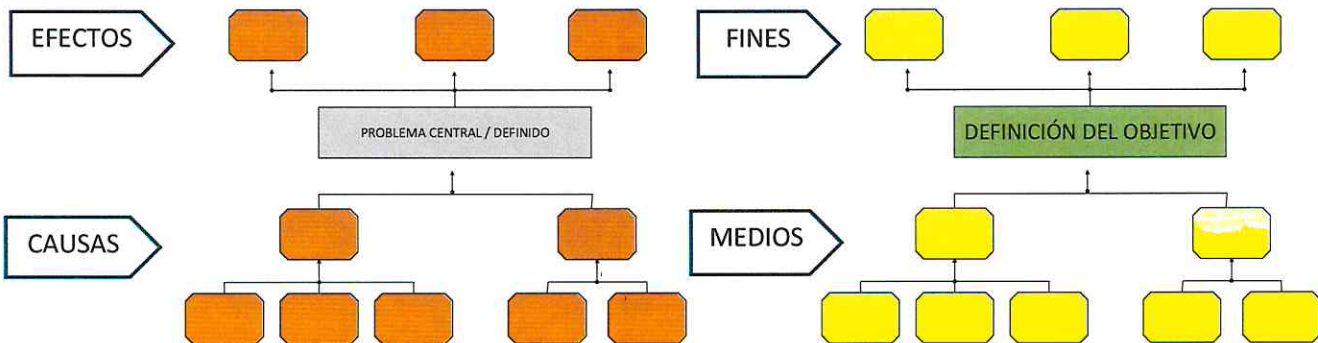 EFECTOS
FINES
PROBLEMA CENTRAL / DEFINIDO
DEFINICIÓN DEL OBJETIVO
CAUSAS
MEDIOS